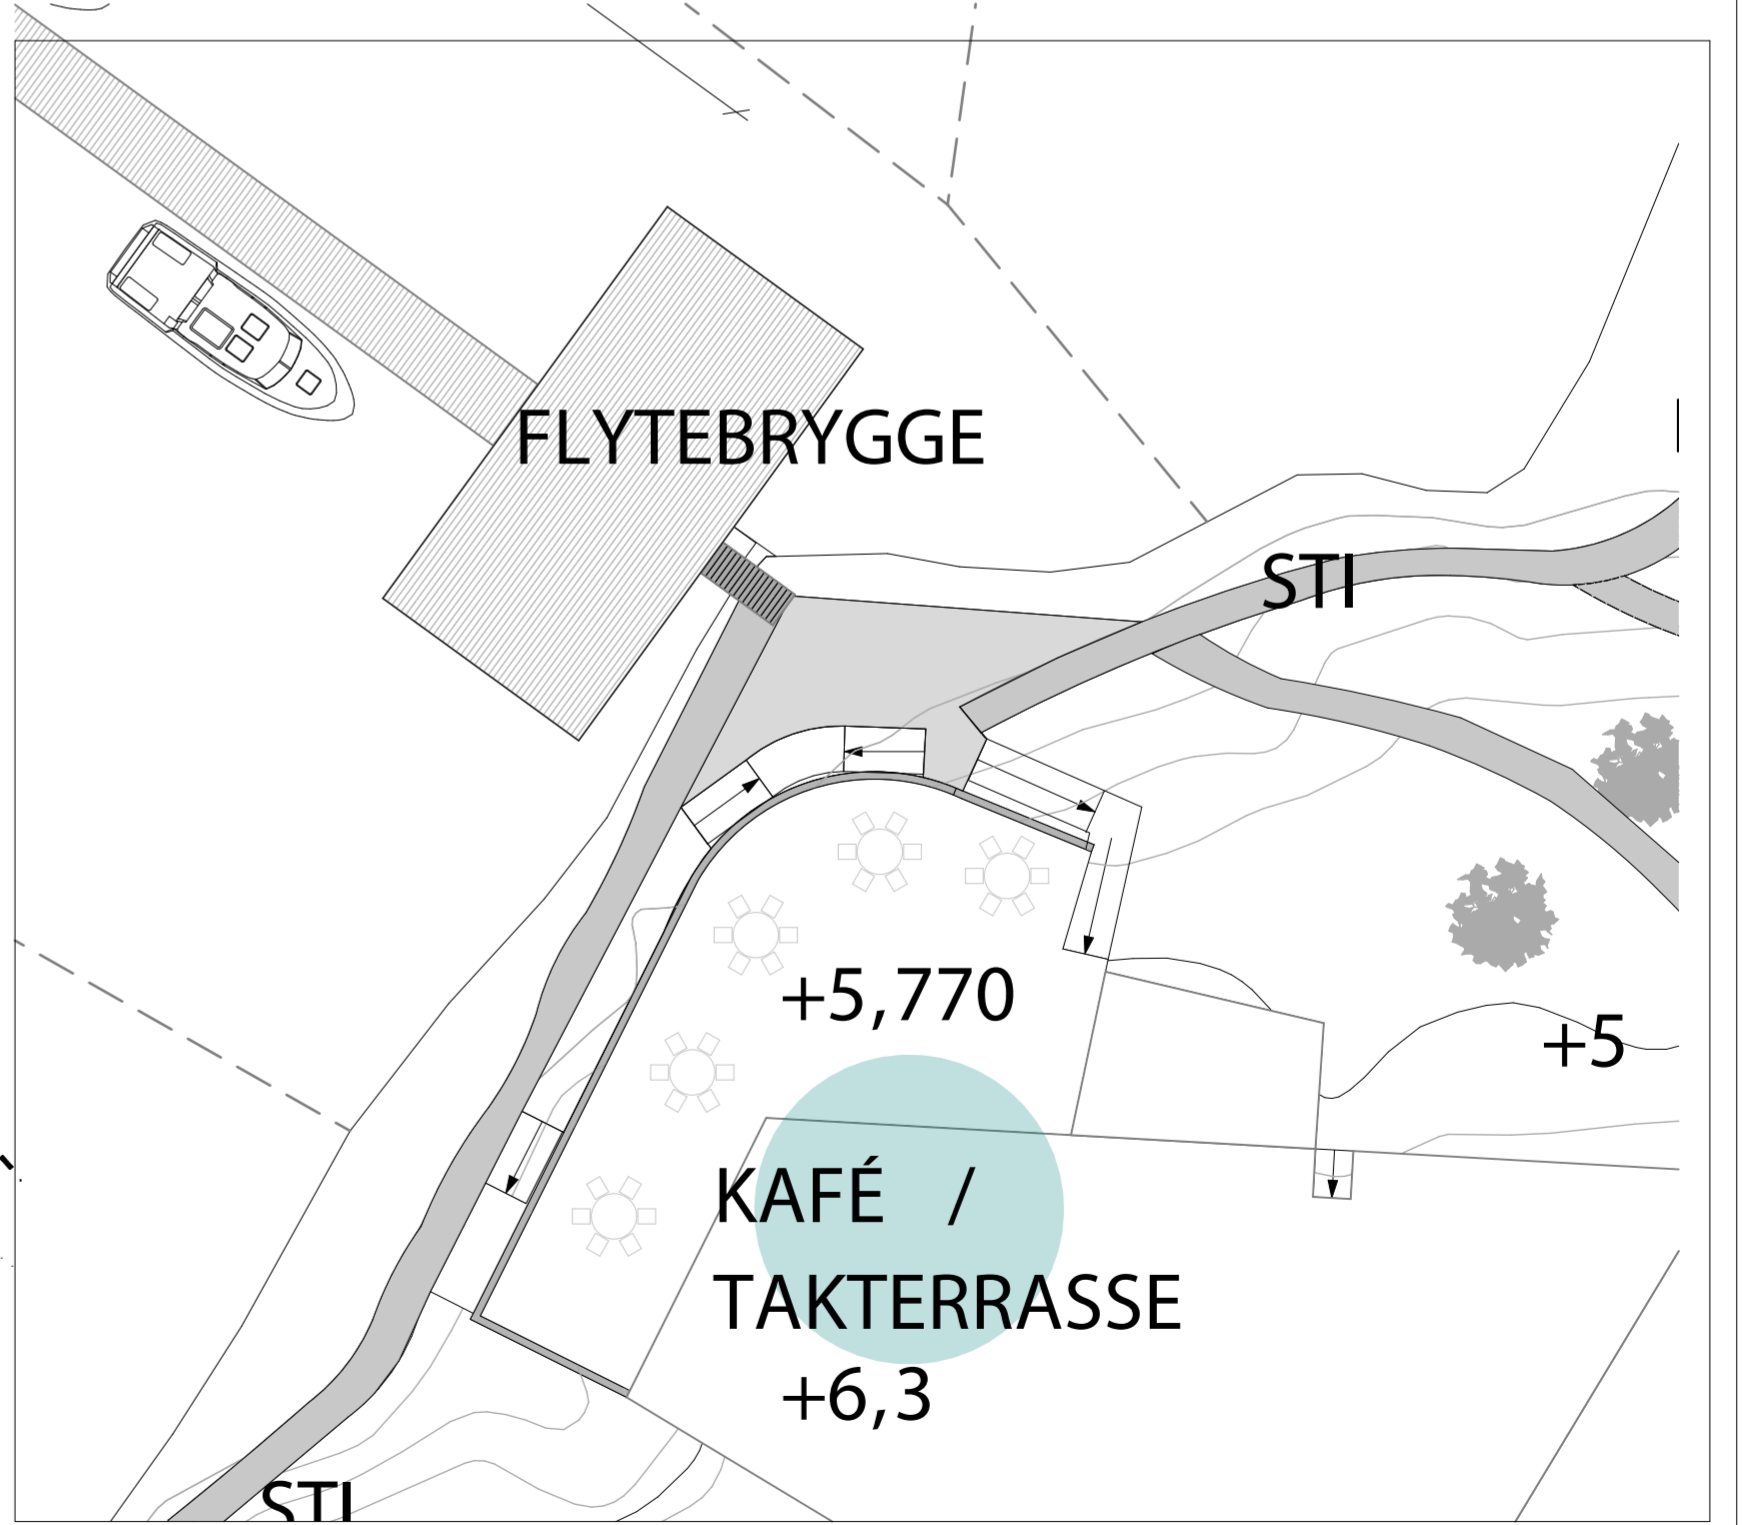 FLYTEBRYGGE
STI
+5,770
+5
KAFÉ /
TAKTERRASSE
+6,3
STI